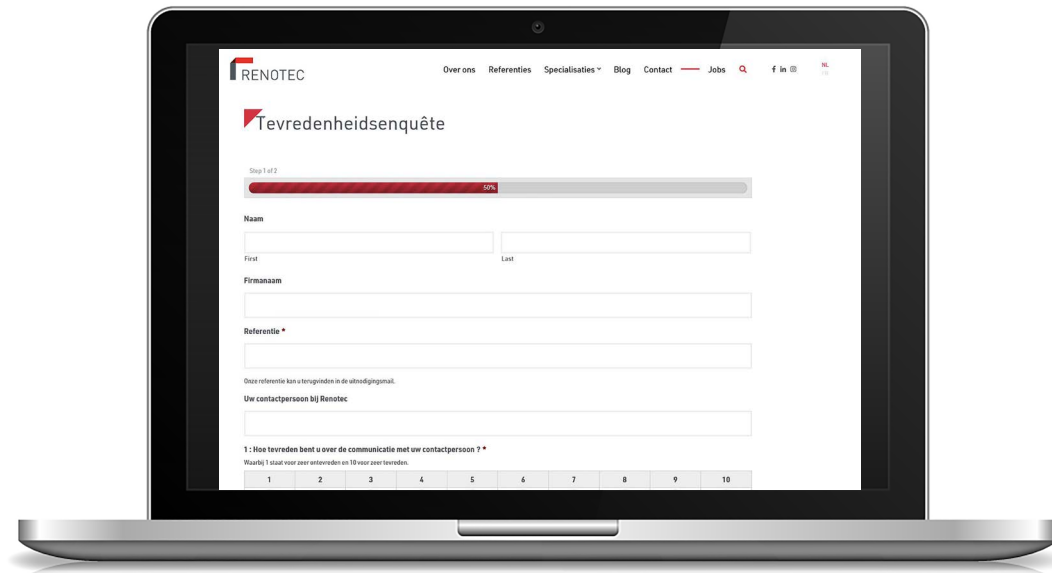 RENOTEC
Over ons Referenties Specialisaties Blog Contact Jobs f in NL
Tevredenheidsenquête
Step 1 of 2
50%
Naam
First Last
Firmanaam
Referentie *
Onze referentie kan u terugvinden in de uitnodigingsmail.
Uw contactpersoon bij Renotec
1 : Hoe tevreden bent u over de communicatie met uw contactpersoon ? *
Waarbij 1 staat voor zeer ontevreden en 10 voor zeer tevreden.
1 2 3 4 5 6 7 8 9 10